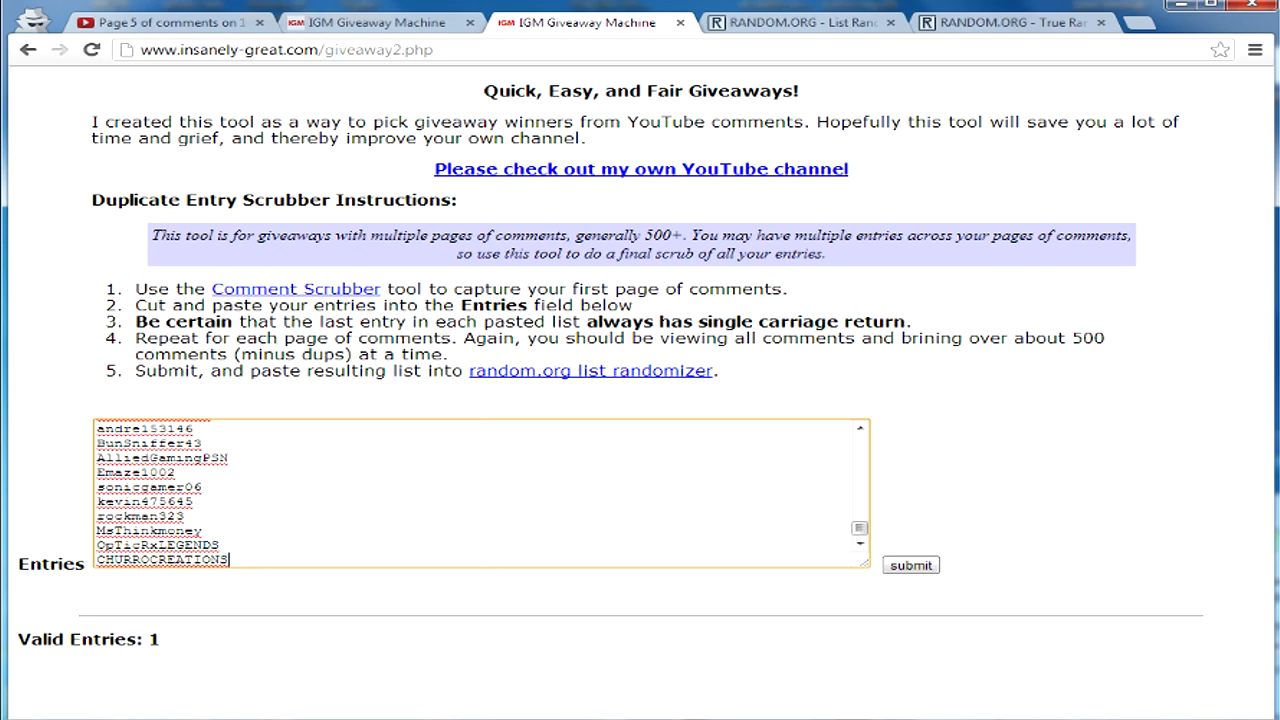 Page 5 of comments on 1
IGM IGM Giveaway Machine
IGM IGM Giveaway Machine
RANDOM.ORG - List Ran
RANDOM.ORG - True Rar
www.insanely-great.com/giveaway2.php
Quick, Easy, and Fair Giveaways!
I created this tool as a way to pick giveaway winners from YouTube comments. Hopefully this tool will save you a lot of
time and grief, and thereby improve your own channel.
Please check out my own YouTube channel
Duplicate Entry Scrubber Instructions:
This tool is for giveaways with multiple pages of comments, generally 500+. You may have multiple entries across your pages of comments,
so use this tool to do a final scrub of all your entries.
1. Use the Comment Scrubber tool to capture your first page of comments.
2. Cut and paste your entries into the Entries field below
3. Be certain that the last entry in each pasted list always has single carriage return.
4. Repeat for each page of comments. Again, you should be viewing all comments and brining over about 500
comments (minus dups) at a time.
5. Submit, and paste resulting list into random.org list randomizer.
andre153146
BunSniffer43
AlliedGamingPSN
Emaze1002
sonicgamer06
kevin475645
rockman323
MsThinkmoney
OpTicRxLEGENDS
CHURROCREATIONS
Entries
submit
Valid Entries: 1